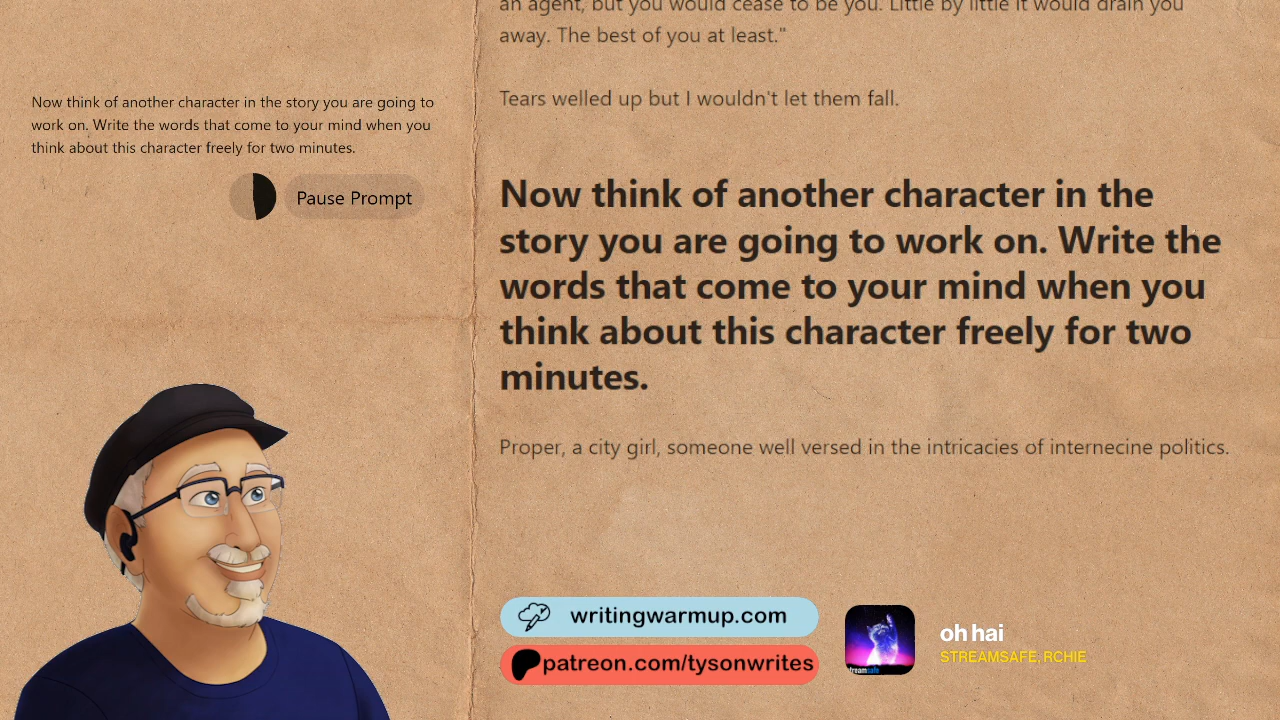 Now think of another character in the story you are going to
work on. Write the words that come to your mind when you
think about this character freely for two minutes.
Pause Prompt
an agent, but you would cease to be you. Little by little it would drain you
away. The best of you at least."
Tears welled up but I wouldn't let them fall.
Now think of another character in the
story you are going to work on. Write the
words that come to your mind when you
think about this character freely for two
minutes.
Proper, a city girl, someone well versed in the intricacies of internecine politics.
writingwarmup.com
patreon.com/tysonwrites
streamsafe
oh hai
STREAMSAFE, RCHIE